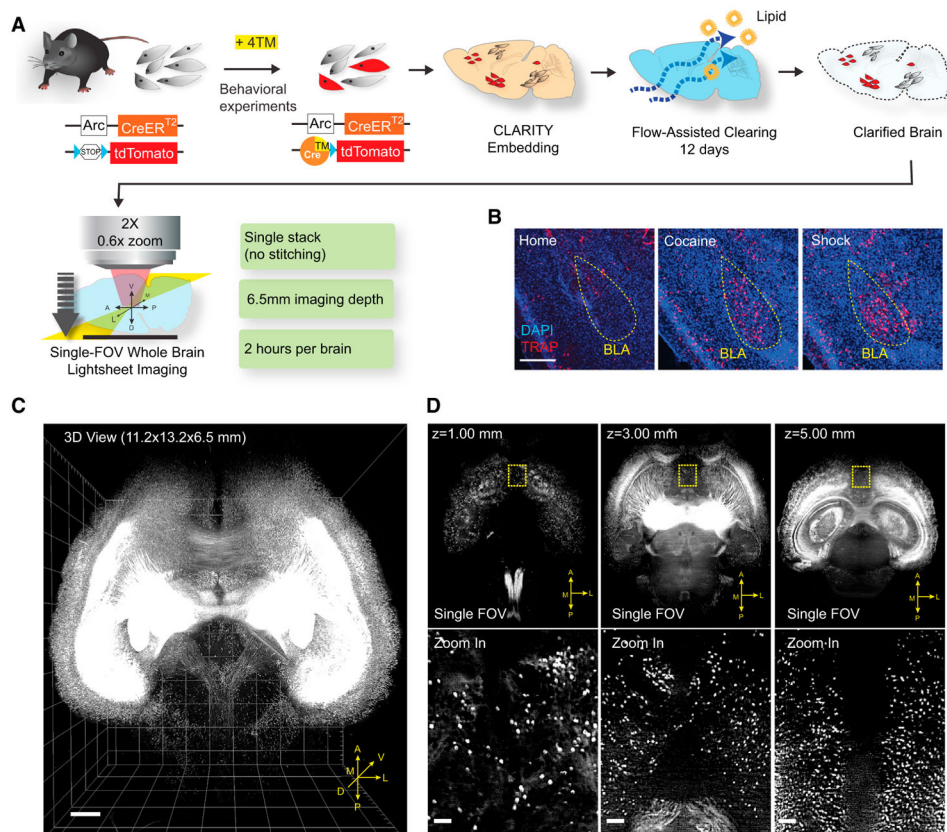 A
+ 4TM
Behavioral
experiments
Arc
CreER^T2
STOP
tdTomato
Arc
CreER^T2
Cre
TM
tdTomato
CLARITY
Embedding
Lipid
Flow-Assisted Clearing
12 days
Clarified Brain
2X
0.6x zoom
V
M
A
P
L
D
Single-FOV Whole Brain
Lightsheet Imaging
Single stack
(no stitching)
6.5mm imaging depth
2 hours per brain
B
Home
DAPI
TRAP
BLA
Cocaine
BLA
Shock
BLA
C
3D View (11.2x13.2x6.5 mm)
A
V
M
L
D
P
D
z=1.00 mm
A
M
L
P
Single FOV
z=3.00 mm
A
M
L
P
Single FOV
z=5.00 mm
A
M
L
P
Single FOV
Zoom In
Zoom In
Zoom In